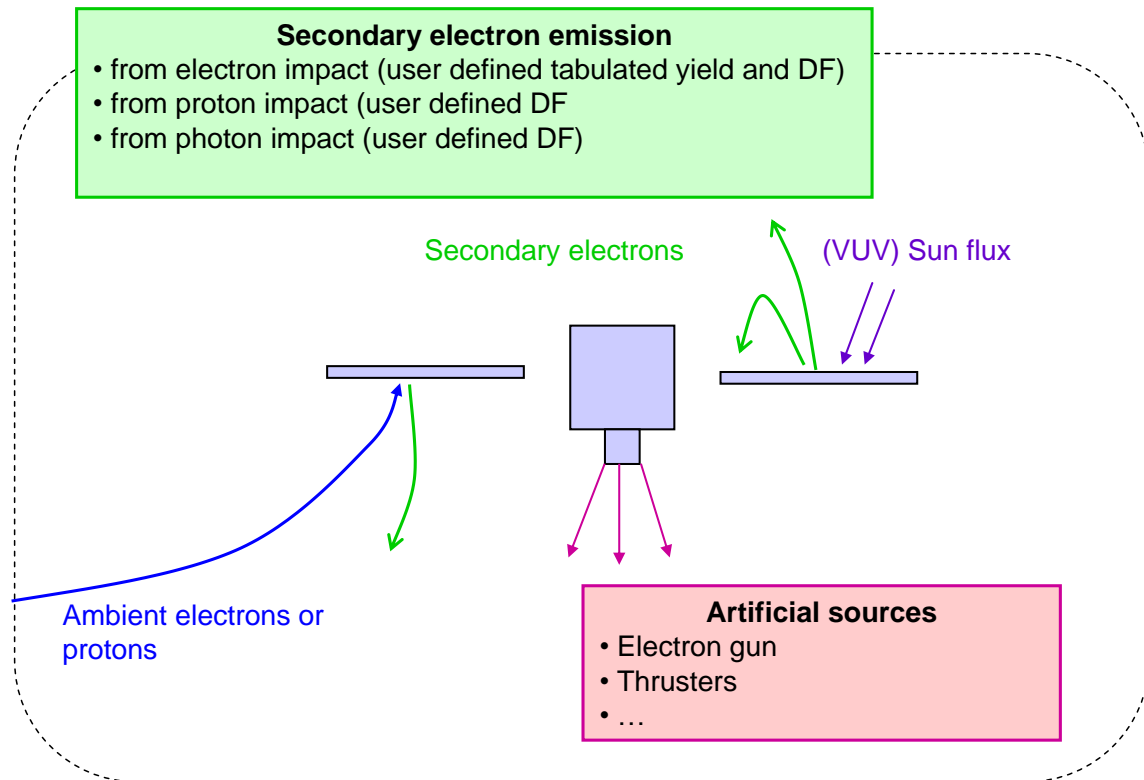 Secondary electron emission
• from electron impact (user defined tabulated yield and DF)
• from proton impact (user defined DF
• from photon impact (user defined DF)
Secondary electrons
(VUV) Sun flux
Ambient electrons or
protons
Artificial sources
• Electron gun
• Thrusters
• …